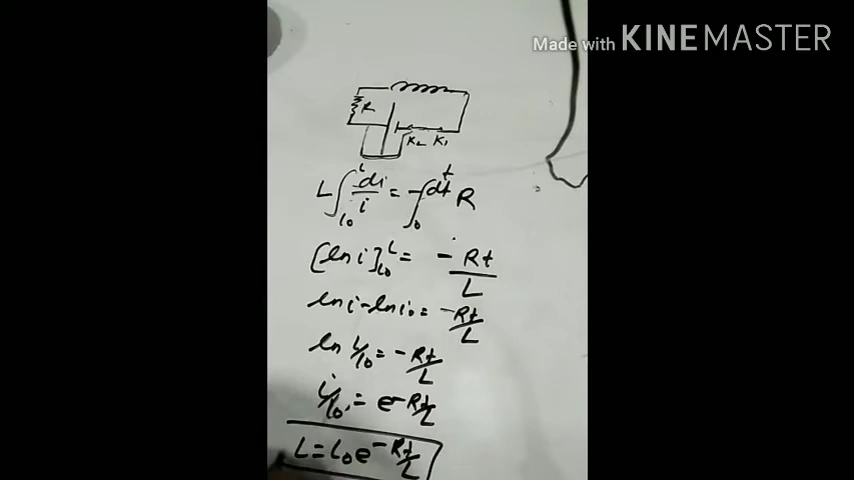 Made with KINEMASTER
R
K₂ K₁
L∫ᵢ₀ⁱ di/i = -∫₀ᵗ dt R
[ln i]ᵢ₀ⁱ = - Rt/L
ln i - ln i₀ = -Rt/L
ln i/i₀ = -Rt/L
i/i₀ = e-Rt/L
i = i₀e^-Rt/L